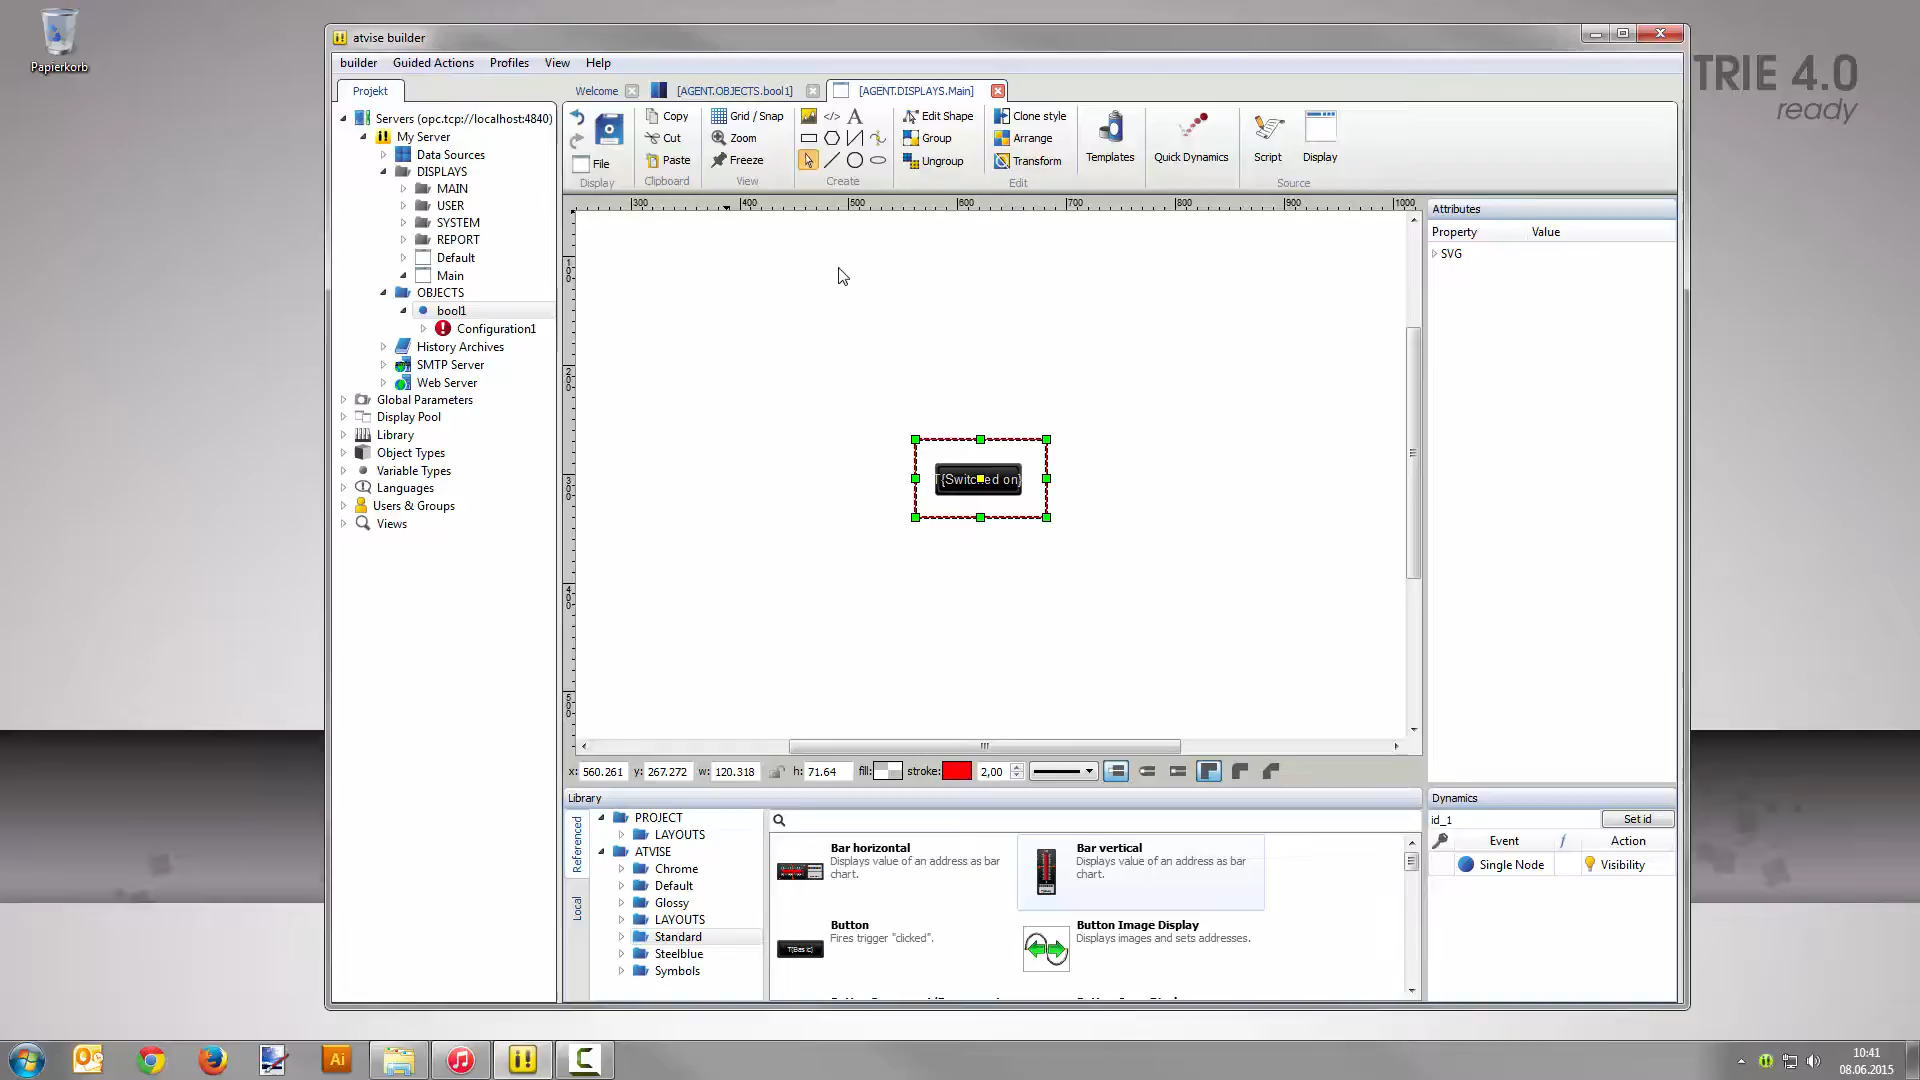 Papierkorb
TRIE 4.0
ready
atvise builder
builder Guided Actions Profiles View Help
Projekt
Welcome [AGENT.OBJECTS.bool1] [AGENT.DISPLAYS.Main]
Servers (opc.tcp://localhost:4840)
My Server
Data Sources
DISPLAYS
MAIN
USER
SYSTEM
REPORT
Default
Main
OBJECTS
bool1
Configuration1
History Archives
SMTP Server
Web Server
Global Parameters
Display Pool
Library
Object Types
Variable Types
Languages
Users & Groups
Views
File
Display
Copy
Cut
Paste
Clipboard
Grid / Snap
Zoom
Freeze
View
Create
Edit Shape
Group
Ungroup
Clone style
Arrange
Transform
Edit
Templates
Quick Dynamics
Script
Display
Source
300 400 500 600 700 800 900 1000
100
200
300
400
500
T{Switched on}
Attributes
Property Value
SVG
x: 560.261 y: 267.272 w: 120.318 h: 71.64 fill: stroke: 2,00
Library
Referenced
Local
PROJECT
LAYOUTS
ATVISE
Chrome
Default
Glossy
LAYOUTS
Standard
Steelblue
Symbols
Bar horizontal
Displays value of an address as bar
chart.
Bar vertical
Displays value of an address as bar
chart.
Button
Fires trigger "clicked".
T{Basic}
Button Image Display
Displays images and sets addresses.
Dynamics
id_1 Set id
Event f Action
Single Node Visibility
Ai
10:41
08.06.2015